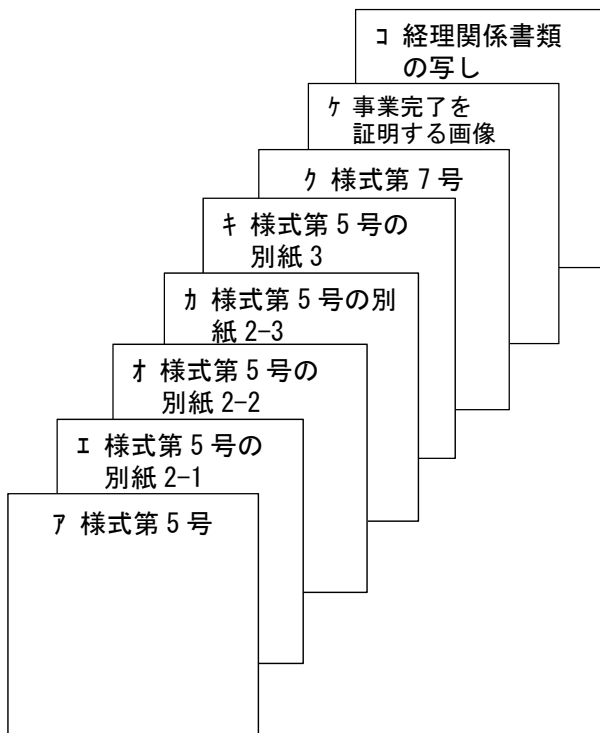 ｺ 経理関係書類
の写し
ｹ 事業完了を
証明する画像
ｸ 様式第7号
ｷ 様式第5号の
別紙3
ｶ 様式第5号の別
紙2-3
ｵ 様式第5号の
別紙2-2
ｴ 様式第5号の
別紙2-1
ｱ 様式第5号